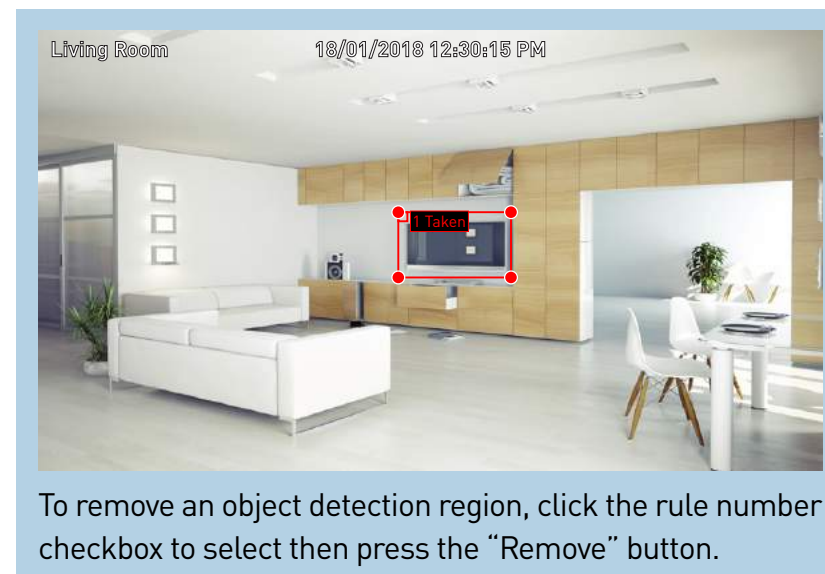 Living Room 18/01/2018 12:30:15 PM
1 Taken
To remove an object detection region, click the rule number
checkbox to select then press the “Remove” button.